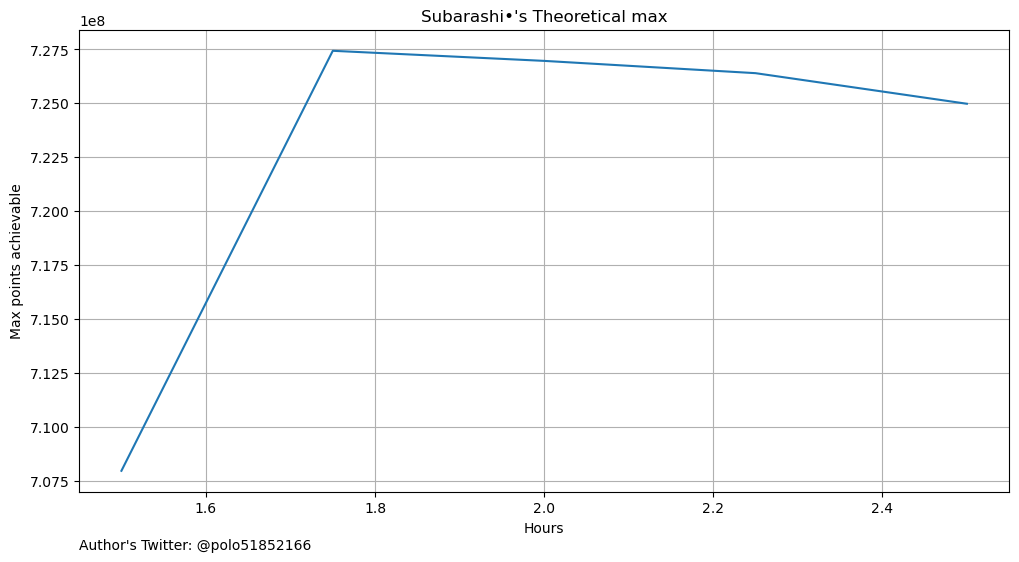 Subarashi•'s Theoretical max
1e8
7.275
7.250
7.225
7.200
7.175
7.150
7.125
7.100
7.075
Max points achievable
1.6 1.8 2.0 2.2 2.4
Hours
Author's Twitter: @polo51852166